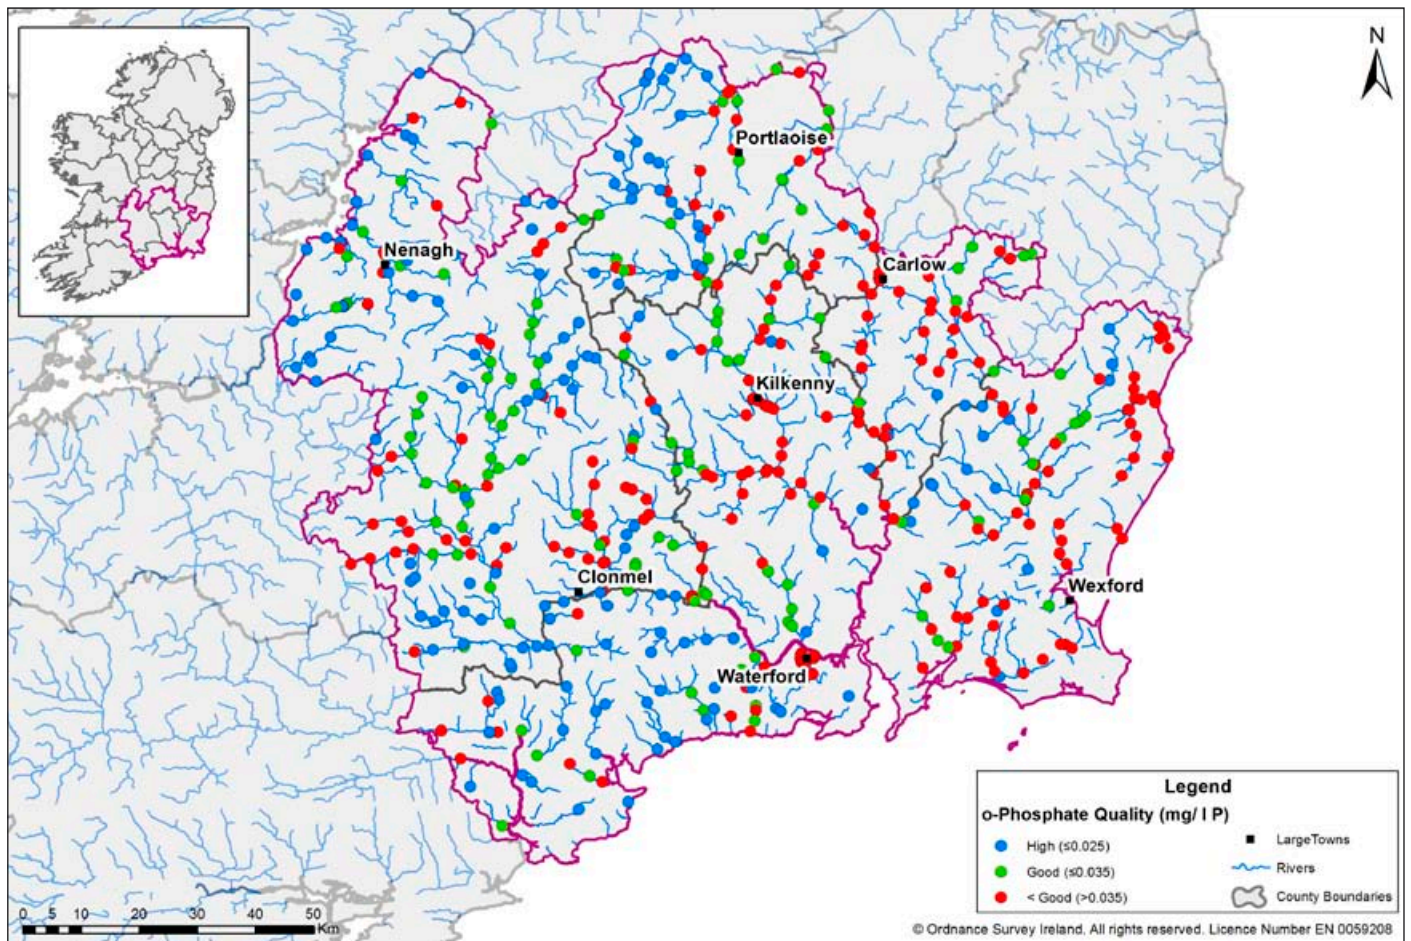 N
Portlaoise
Nenagh
Carlow
Kilkenny
Clonmel
Wexford
Waterford
Legend
o-Phosphate Quality (mg/ l P)
High (≤0.025)
Good (≤0.035)
< Good (>0.035)
LargeTowns
Rivers
County Boundaries
0 5 10 20 30 40 50
Km
© Ordnance Survey Ireland. All rights reserved. Licence Number EN 0059208